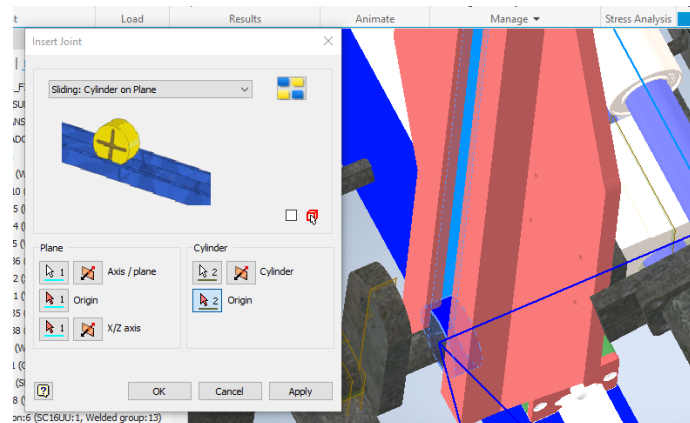 Load Results Animate Manage Stress Analysis
Insert Joint
Sliding: Cylinder on Plane
Plane Cylinder
1 Axis / plane 2 Cylinder
1 Origin 2 Origin
1 X/Z axis
OK Cancel Apply
on:6 (SC16UU:1, Welded group:13)